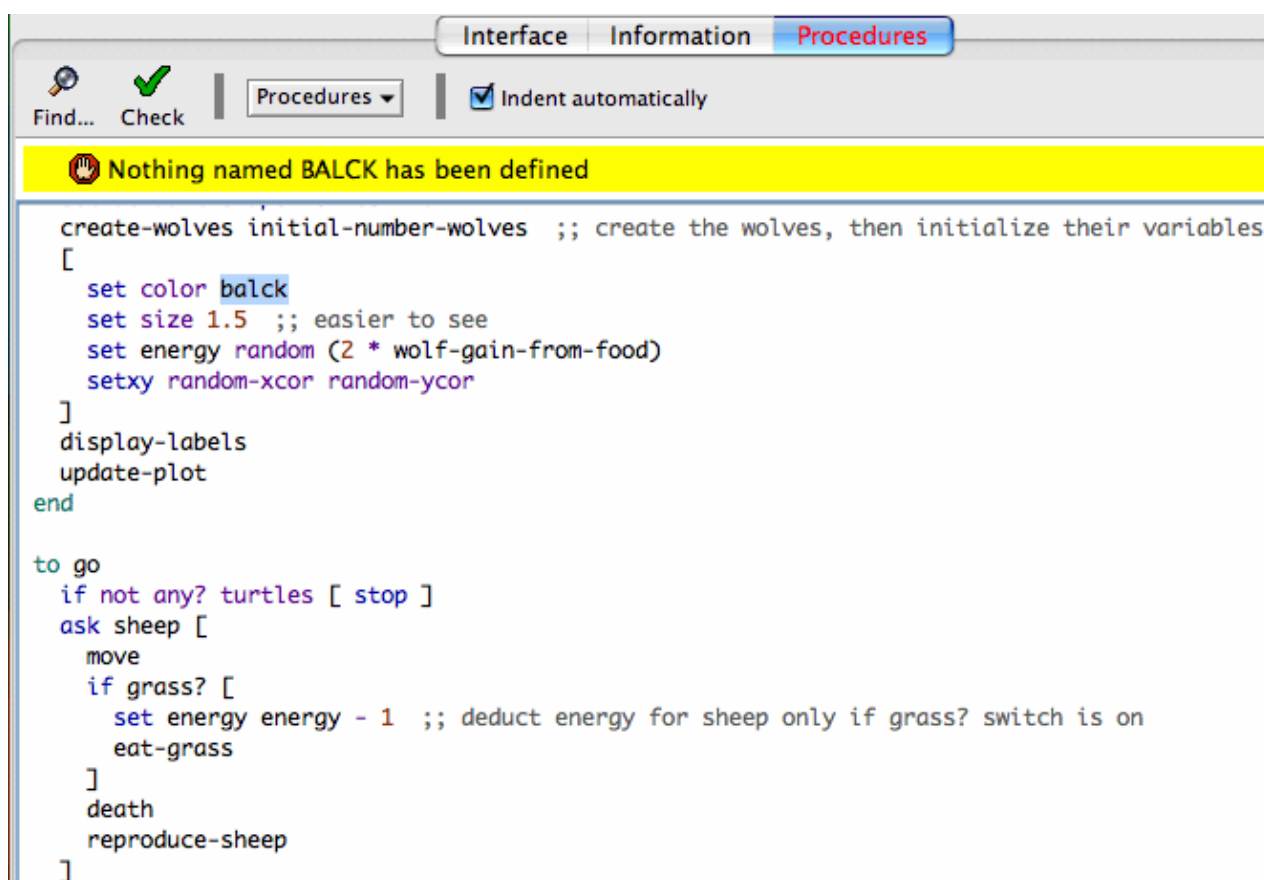 Interface Information Procedures
Find... Check Procedures Indent automatically
Nothing named BALCK has been defined
create-wolves initial-number-wolves ;; create the wolves, then initialize their variables
[
set color balck
set size 1.5 ;; easier to see
set energy random (2 * wolf-gain-from-food)
setxy random-xcor random-ycor
]
display-labels
update-plot
end
to go
if not any? turtles [ stop ]
ask sheep [
move
if grass? [
set energy energy - 1 ;; deduct energy for sheep only if grass? switch is on
eat-grass
]
death
reproduce-sheep
]